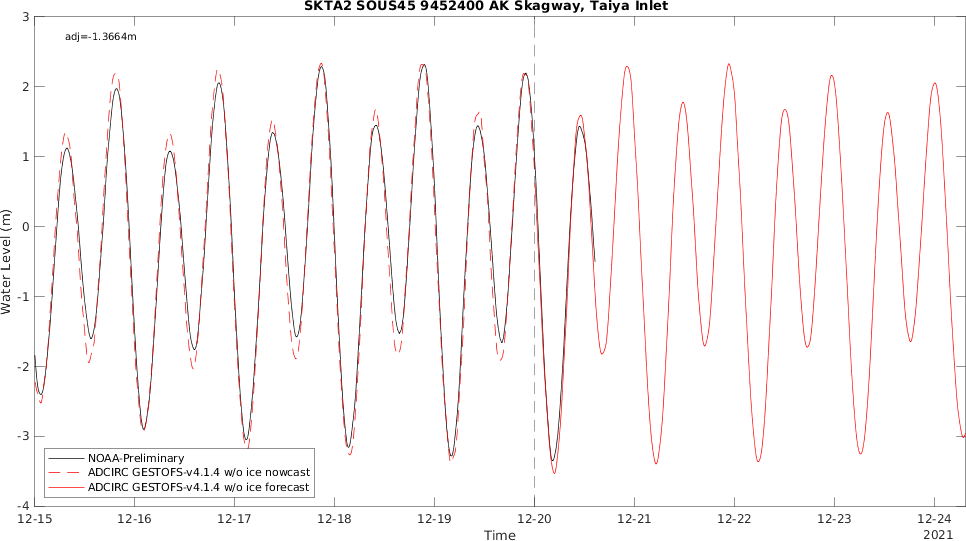 SKTA2 SOUS45 9452400 AK Skagway, Taiya Inlet
adj=-1.3664m
3
2
1
0
-1
-2
-3
-4
Water Level (m)
NOAA-Preliminary
ADCIRC GESTOFS-v4.1.4 w/o ice nowcast
ADCIRC GESTOFS-v4.1.4 w/o ice forecast
12-15 12-16 12-17 12-18 12-19 12-20 12-21 12-22 12-23 12-24
Time
2021